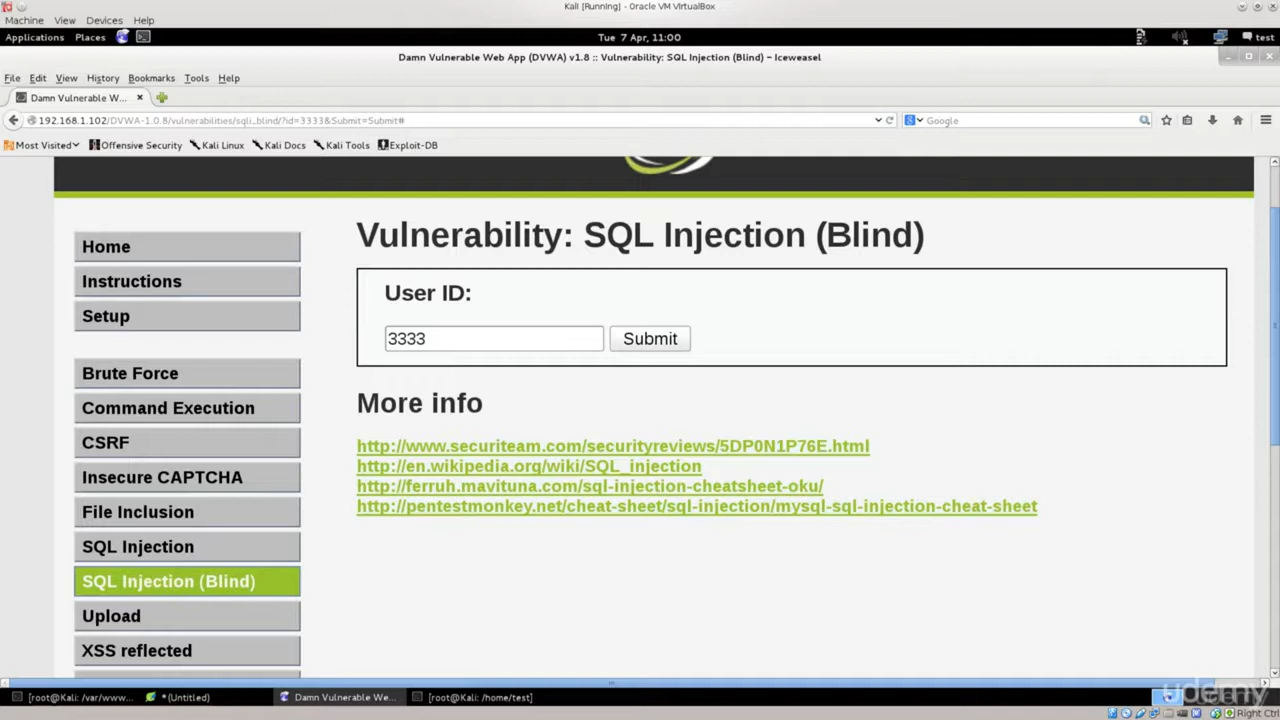 Kali [Running] - Oracle VM VirtualBox
Machine View Devices Help
Applications Places Tue 7 Apr, 11:00 test
Damn Vulnerable Web App (DVWA) v1.8 :: Vulnerability: SQL Injection (Blind) - Iceweasel
File Edit View History Bookmarks Tools Help
Damn Vulnerable W...
192.168.1.102/DVWA-1.0.8/vulnerabilities/sqli_blind/?id=3333&Submit=Submit# Google
Most Visited Offensive Security Kali Linux Kali Docs Kali Tools Exploit-DB
Vulnerability: SQL Injection (Blind)
User ID:
3333 Submit
More info
http://www.securiteam.com/securityreviews/5DP0N1P76E.html
http://en.wikipedia.org/wiki/SQL_injection
http://ferruh.mavituna.com/sql-injection-cheatsheet-oku/
http://pentestmonkey.net/cheat-sheet/sql-injection/mysql-sql-injection-cheat-sheet
Home
Instructions
Setup
Brute Force
Command Execution
CSRF
Insecure CAPTCHA
File Inclusion
SQL Injection
SQL Injection (Blind)
Upload
XSS reflected
[root@Kali: /var/www... *(Untitled) Damn Vulnerable We... [root@Kali: /home/test]
udemy
Right Ctrl